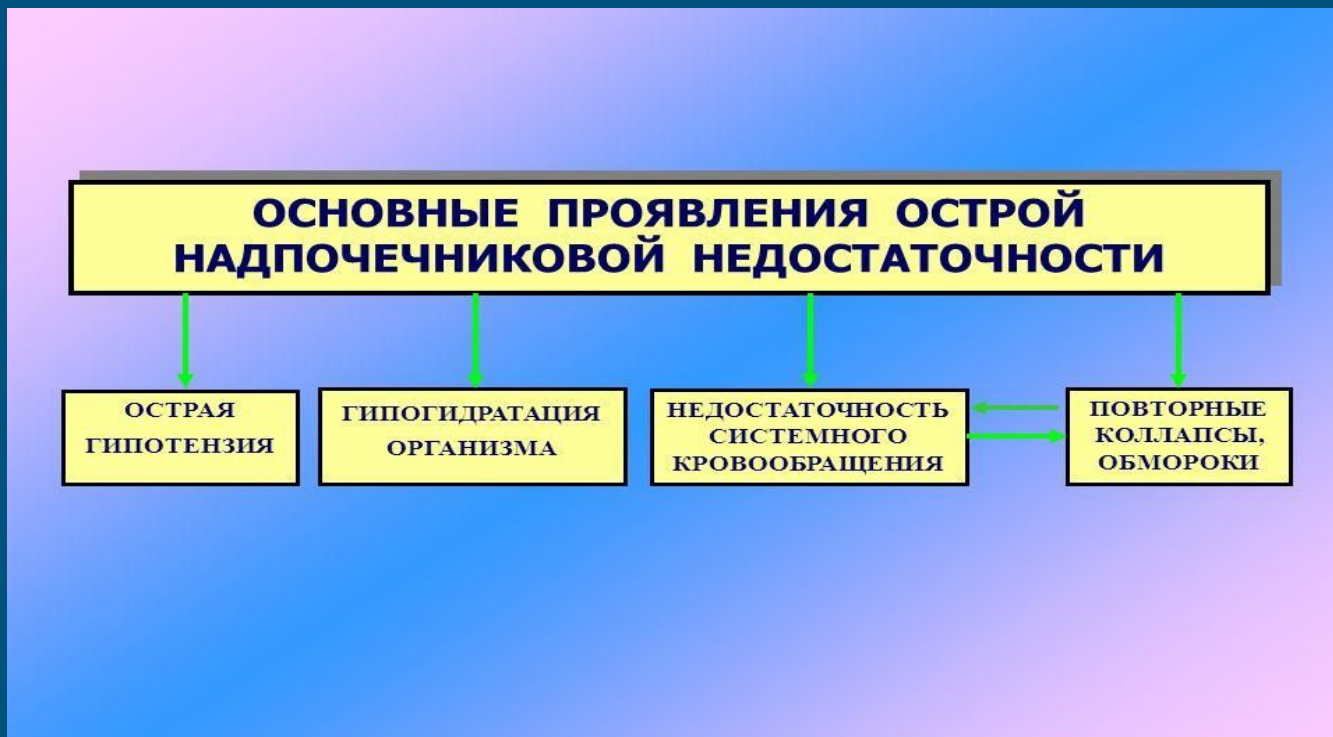 ОСНОВНЫЕ ПРОЯВЛЕНИЯ ОСТРОЙ
НАДПОЧЕЧНИКОВОЙ НЕДОСТАТОЧНОСТИ
ОСТРАЯ
ГИПОТЕНЗИЯ
ГИПОГИДРАТАЦИЯ
ОРГАНИЗМА
НЕДОСТАТОЧНОСТЬ
СИСТЕМНОГО
КРОВООБРАЩЕНИЯ
ПОВТОРНЫЕ
КОЛЛАПСЫ,
ОБМОРОКИ